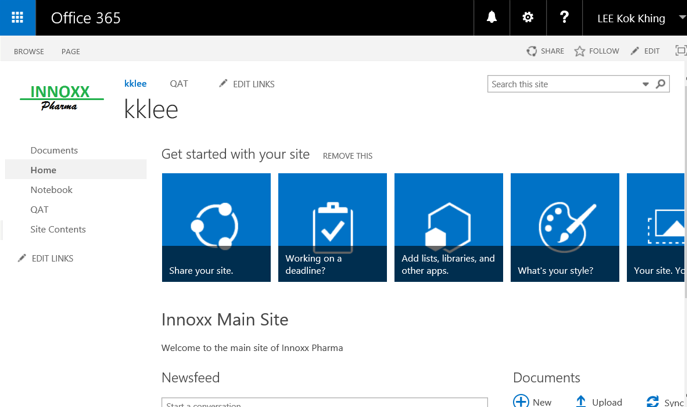 Office 365
? LEE Kok Khing
BROWSE PAGE SHARE FOLLOW EDIT
INNOXX
Pharma
kklee QAT EDIT LINKS
Search this site
kklee
Documents
Home
Notebook
QAT
Site Contents
EDIT LINKS
Get started with your site REMOVE THIS
Share your site.
Working on a
deadline?
Add lists, libraries, and
other apps.
What's your style?
Your site. Yo
Innoxx Main Site
Welcome to the main site of Innoxx Pharma
Newsfeed
Start a conversation
Documents
New Upload Sync